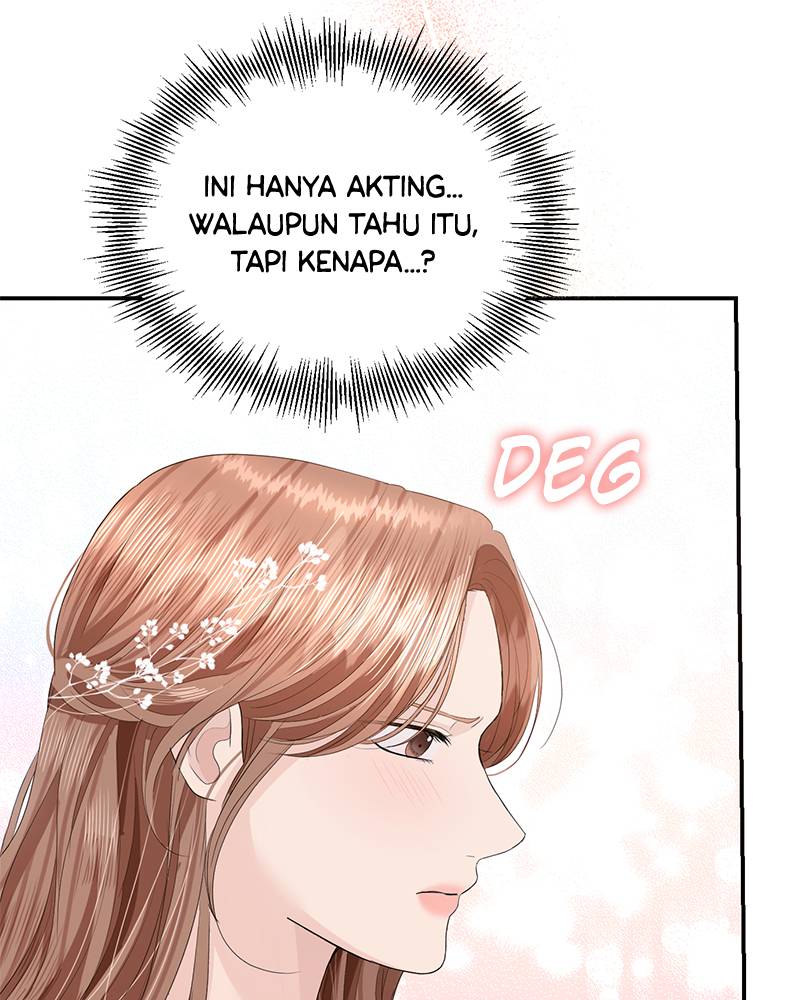 INI HANYA AKTING...
WALAUPUN TAHU ITU,
TAPI KENAPA...?
DEG